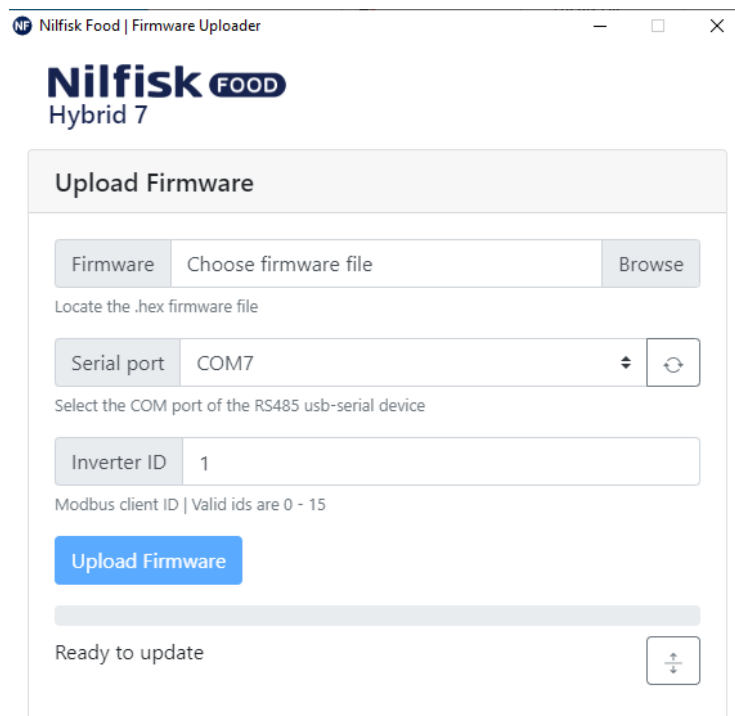 NF Nilfisk Food | Firmware Uploader
Nilfisk FOOD
Hybrid 7
Upload Firmware
Firmware Choose firmware file Browse
Locate the .hex firmware file
Serial port COM7
Select the COM port of the RS485 usb-serial device
Inverter ID 1
Modbus client ID | Valid ids are 0 - 15
Upload Firmware
Ready to update